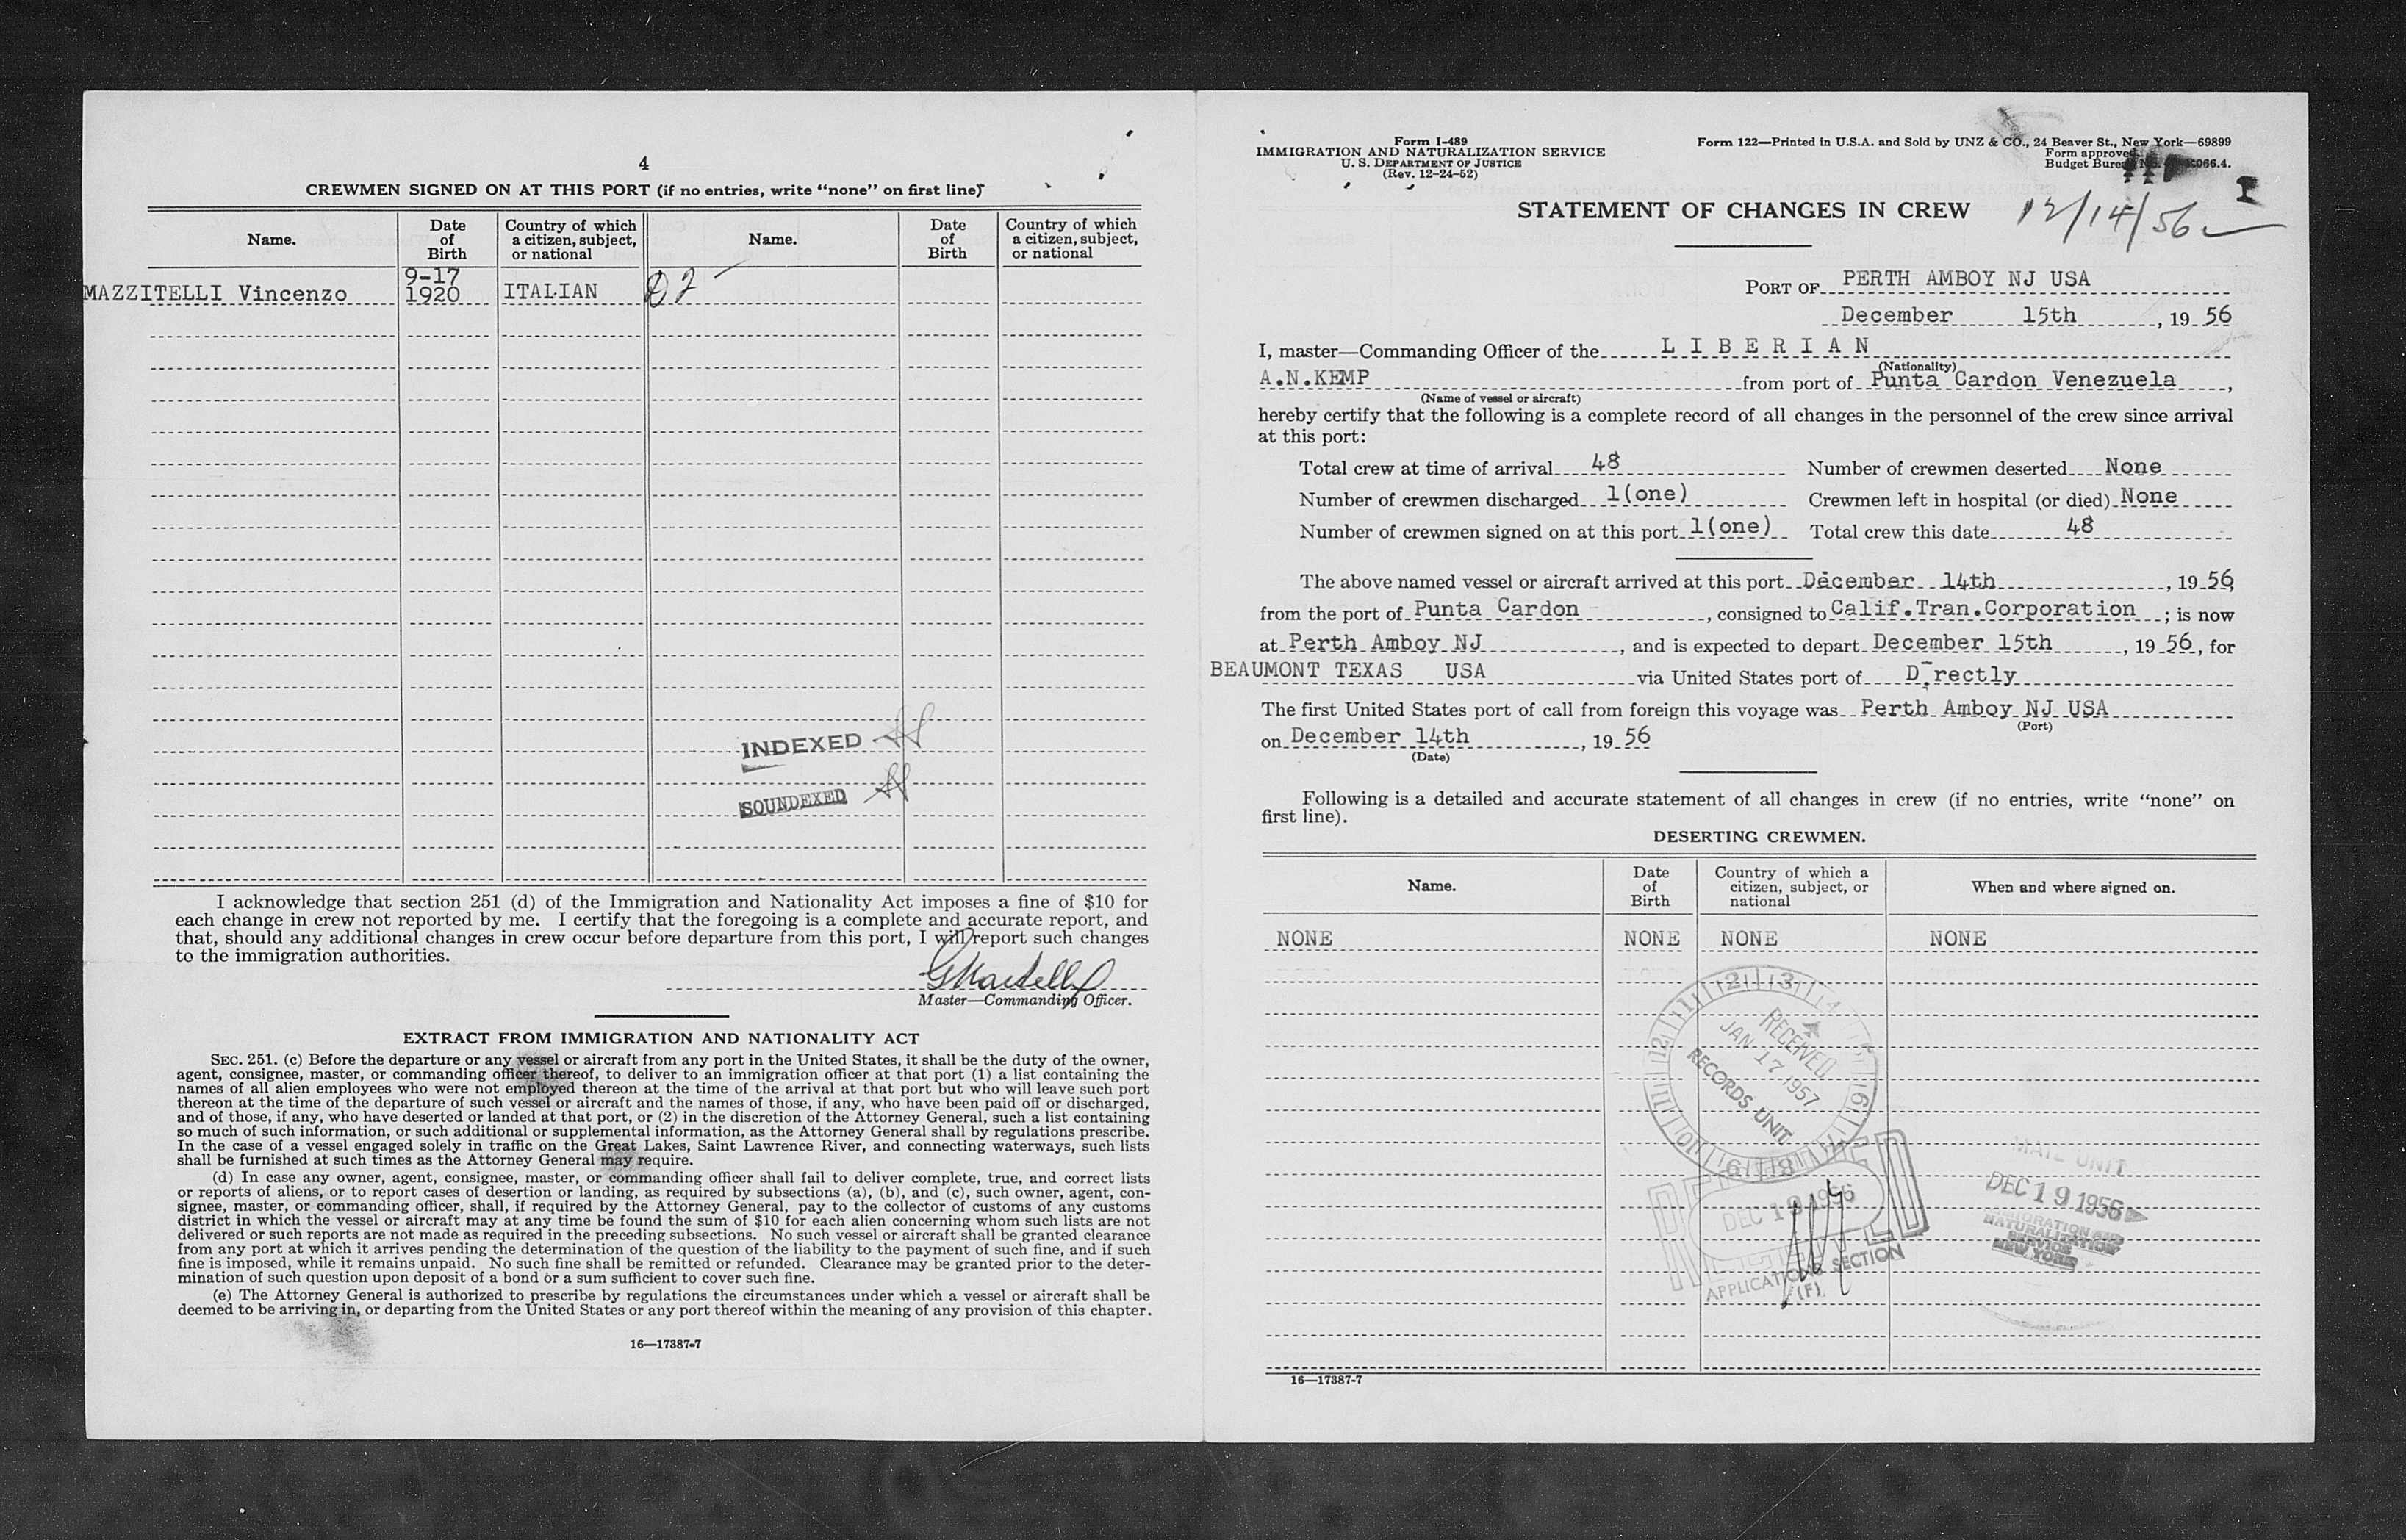 4
CREWMEN SIGNED ON AT THIS PORT (if no entries, write “none” on first line)
Name.
Date of Birth
Country of which a citizen, subject, or national
Name.
Date of Birth
Country of which a citizen, subject, or national
MAZZITELLI Vincenzo 9-17 1920 ITALIAN
INDEXED
SOUNDEXED
I acknowledge that section 251 (d) of the Immigration and Nationality Act imposes a fine of $10 for
each change in crew not reported by me. I certify that the foregoing is a complete and accurate report, and
that, should any additional changes in crew occur before departure from this port, I will report such changes
to the immigration authorities.
Master—Commanding Officer.
EXTRACT FROM IMMIGRATION AND NATIONALITY ACT
SEC. 251. (c) Before the departure or any vessel or aircraft from any port in the United States, it shall be the duty of the owner,
agent, consignee, master, or commanding officer thereof, to deliver to an immigration officer at that port (1) a list containing the
names of all alien employees who were not employed thereon at the time of the arrival at that port but who will leave such port
thereon at the time of the departure of such vessel or aircraft and the names of those, if any, who have been paid off or discharged,
and of those, if any, who have deserted or landed at that port, or (2) in the discretion of the Attorney General, such a list containing
so much of such information, or such additional or supplemental information, as the Attorney General shall by regulations prescribe.
In the case of a vessel engaged solely in traffic on the Great Lakes, Saint Lawrence River, and connecting waterways, such lists
shall be furnished at such times as the Attorney General may require.
(d) In case any owner, agent, consignee, master, or commanding officer shall fail to deliver complete, true, and correct lists
or reports of aliens, or to report cases of desertion or landing, as required by subsections (a), (b), and (c), such owner, agent, con-
signee, master, or commanding officer, shall, if required by the Attorney General, pay to the collector of customs of any customs
district in which the vessel or aircraft may at any time be found the sum of $10 for each alien concerning whom such lists are not
delivered or such reports are not made as required in the preceding subsections. No such vessel or aircraft shall be granted clearance
from any port at which it arrives pending the determination of the question of the liability to the payment of such fine, and if such
fine is imposed, while it remains unpaid. No such fine shall be remitted or refunded. Clearance may be granted prior to the deter-
mination of such question upon deposit of a bond or a sum sufficient to cover such fine.
(e) The Attorney General is authorized to prescribe by regulations the circumstances under which a vessel or aircraft shall be
deemed to be arriving in, or departing from the United States or any port thereof within the meaning of any provision of this chapter.
16—17387-7
Form I-489
IMMIGRATION AND NATURALIZATION SERVICE
U. S. DEPARTMENT OF JUSTICE
(Rev. 12-24-52)
Form 122—Printed in U.S.A. and Sold by UNZ & CO., 24 Beaver St., New York—69899
Form approved.
Budget Bureau No. 066.4.
STATEMENT OF CHANGES IN CREW
12/14/56
PORT OF PERTH AMBOY NJ USA
December 15th, 19 56
I, master—Commanding Officer of the L I B E R I A N
(Nationality)
A.N.KEMP from port of Punta Cardon Venezuela,
(Name of vessel or aircraft)
hereby certify that the following is a complete record of all changes in the personnel of the crew since arrival
at this port:
Total crew at time of arrival 48 Number of crewmen deserted None
Number of crewmen discharged 1(one) Crewmen left in hospital (or died) None
Number of crewmen signed on at this port 1(one) Total crew this date 48
The above named vessel or aircraft arrived at this port December 14th, 19 56,
from the port of Punta Cardon, consigned to Calif.Tran.Corporation; is now
at Perth Amboy NJ, and is expected to depart December 15th, 19 56, for
BEAUMONT TEXAS USA via United States port of Directly
The first United States port of call from foreign this voyage was Perth Amboy NJ USA
(Port)
on December 14th, 19 56
(Date)
Following is a detailed and accurate statement of all changes in crew (if no entries, write “none” on
first line).
DESERTING CREWMEN.
Name.
Date of Birth
Country of which a citizen, subject, or national
When and where signed on.
NONE NONE NONE NONE
RECEIVED
JAN 17 1957
RECORDS UNIT
DEC 19 1956
APPLICATIONS SECTION
(F)
MAIL UNIT
DEC 19 1956
IMMIGRATION AND
NATURALIZATION
SERVICE
NEW YORK
16—17387-7